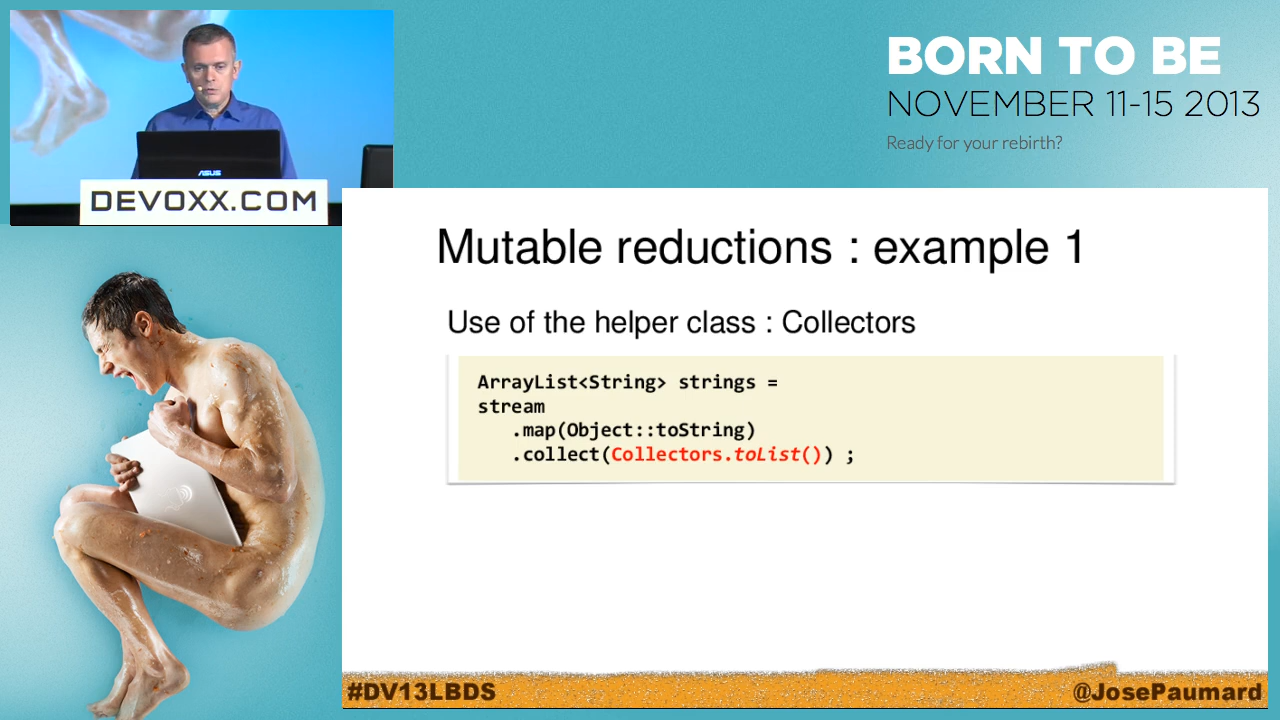 BORN TO BE
NOVEMBER 11-15 2013
Ready for your rebirth?
ASUS
DEVOXX.COM
Mutable reductions : example 1
Use of the helper class : Collectors
ArrayList<String> strings =
stream
.map(Object::toString)
.collect(Collectors.toList()) ;
#DV13LBDS
@JosePaumard